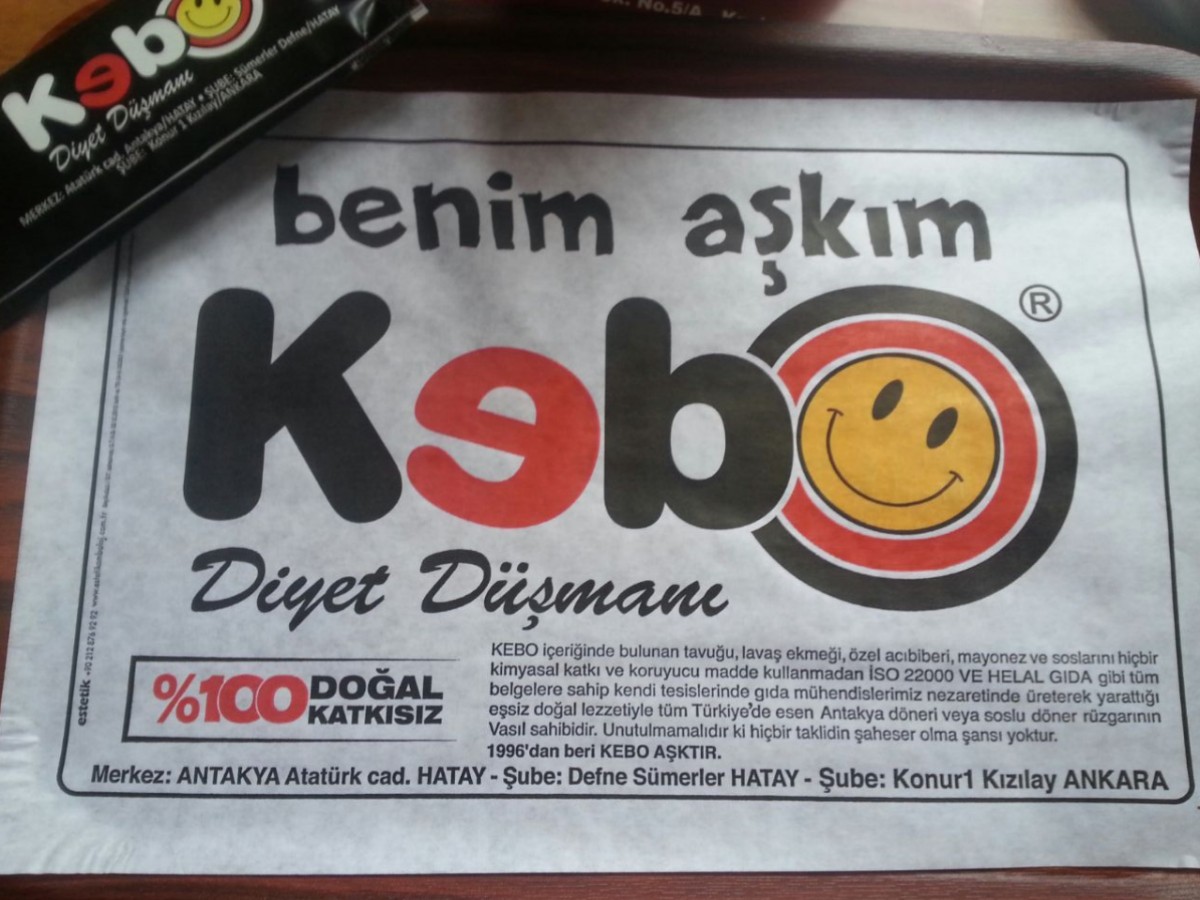 Kebo
Diyet Düşmanı
MERKEZ: Atatürk cad. Antakya/HATAY • ŞUBE: Sümerler Defne/HATAY
ŞUBE: Konur 1 Kızılay/ANKARA
No.5/A
benim aşkım
Kebo ®
Diyet Düşmanı
%100 DOĞAL
KATKISIZ
KEBO içeriğinde bulunan tavuğu, lavaş ekmeği, özel acıbiberi, mayonez ve soslarını hiçbir
kimyasal katkı ve koruyucu madde kullanmadan İSO 22000 VE HELAL GIDA gibi tüm
belgelere sahip kendi tesislerinde gıda mühendislerimiz nezaretinde üreterek yarattığı
eşsiz doğal lezzetiyle tüm Türkiye'de esen Antakya döneri veya soslu döner rüzgarının
Vasıl sahibidir. Unutulmamalıdır ki hiçbir taklidin şaheser olma şansı yoktur.
1996'dan beri KEBO AŞKTIR.
Merkez: ANTAKYA Atatürk cad. HATAY - Şube: Defne Sümerler HATAY - Şube: Konur1 Kızılay ANKARA
estetik +90 212 876 92 92